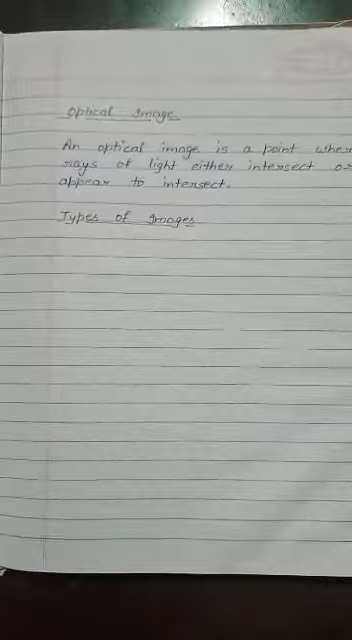 Optical Image
An optical image is a point wher
rays of light either intersect or
appear to intersect.
Types of Images